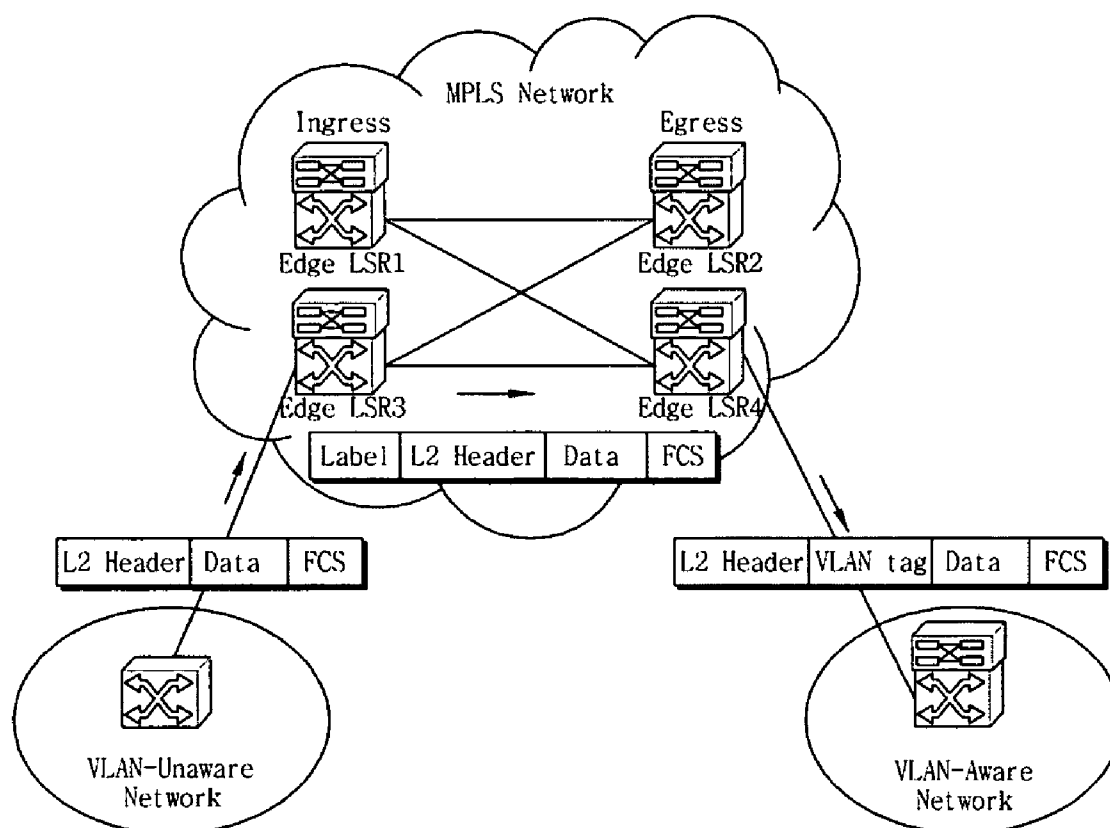 MPLS Network
Ingress
Egress
Edge LSR1
Edge LSR2
Edge LSR3
Edge LSR4
Label L2 Header Data FCS
L2 Header Data FCS
L2 Header VLAN tag Data FCS
VLAN-Unaware
Network
VLAN-Aware
Network